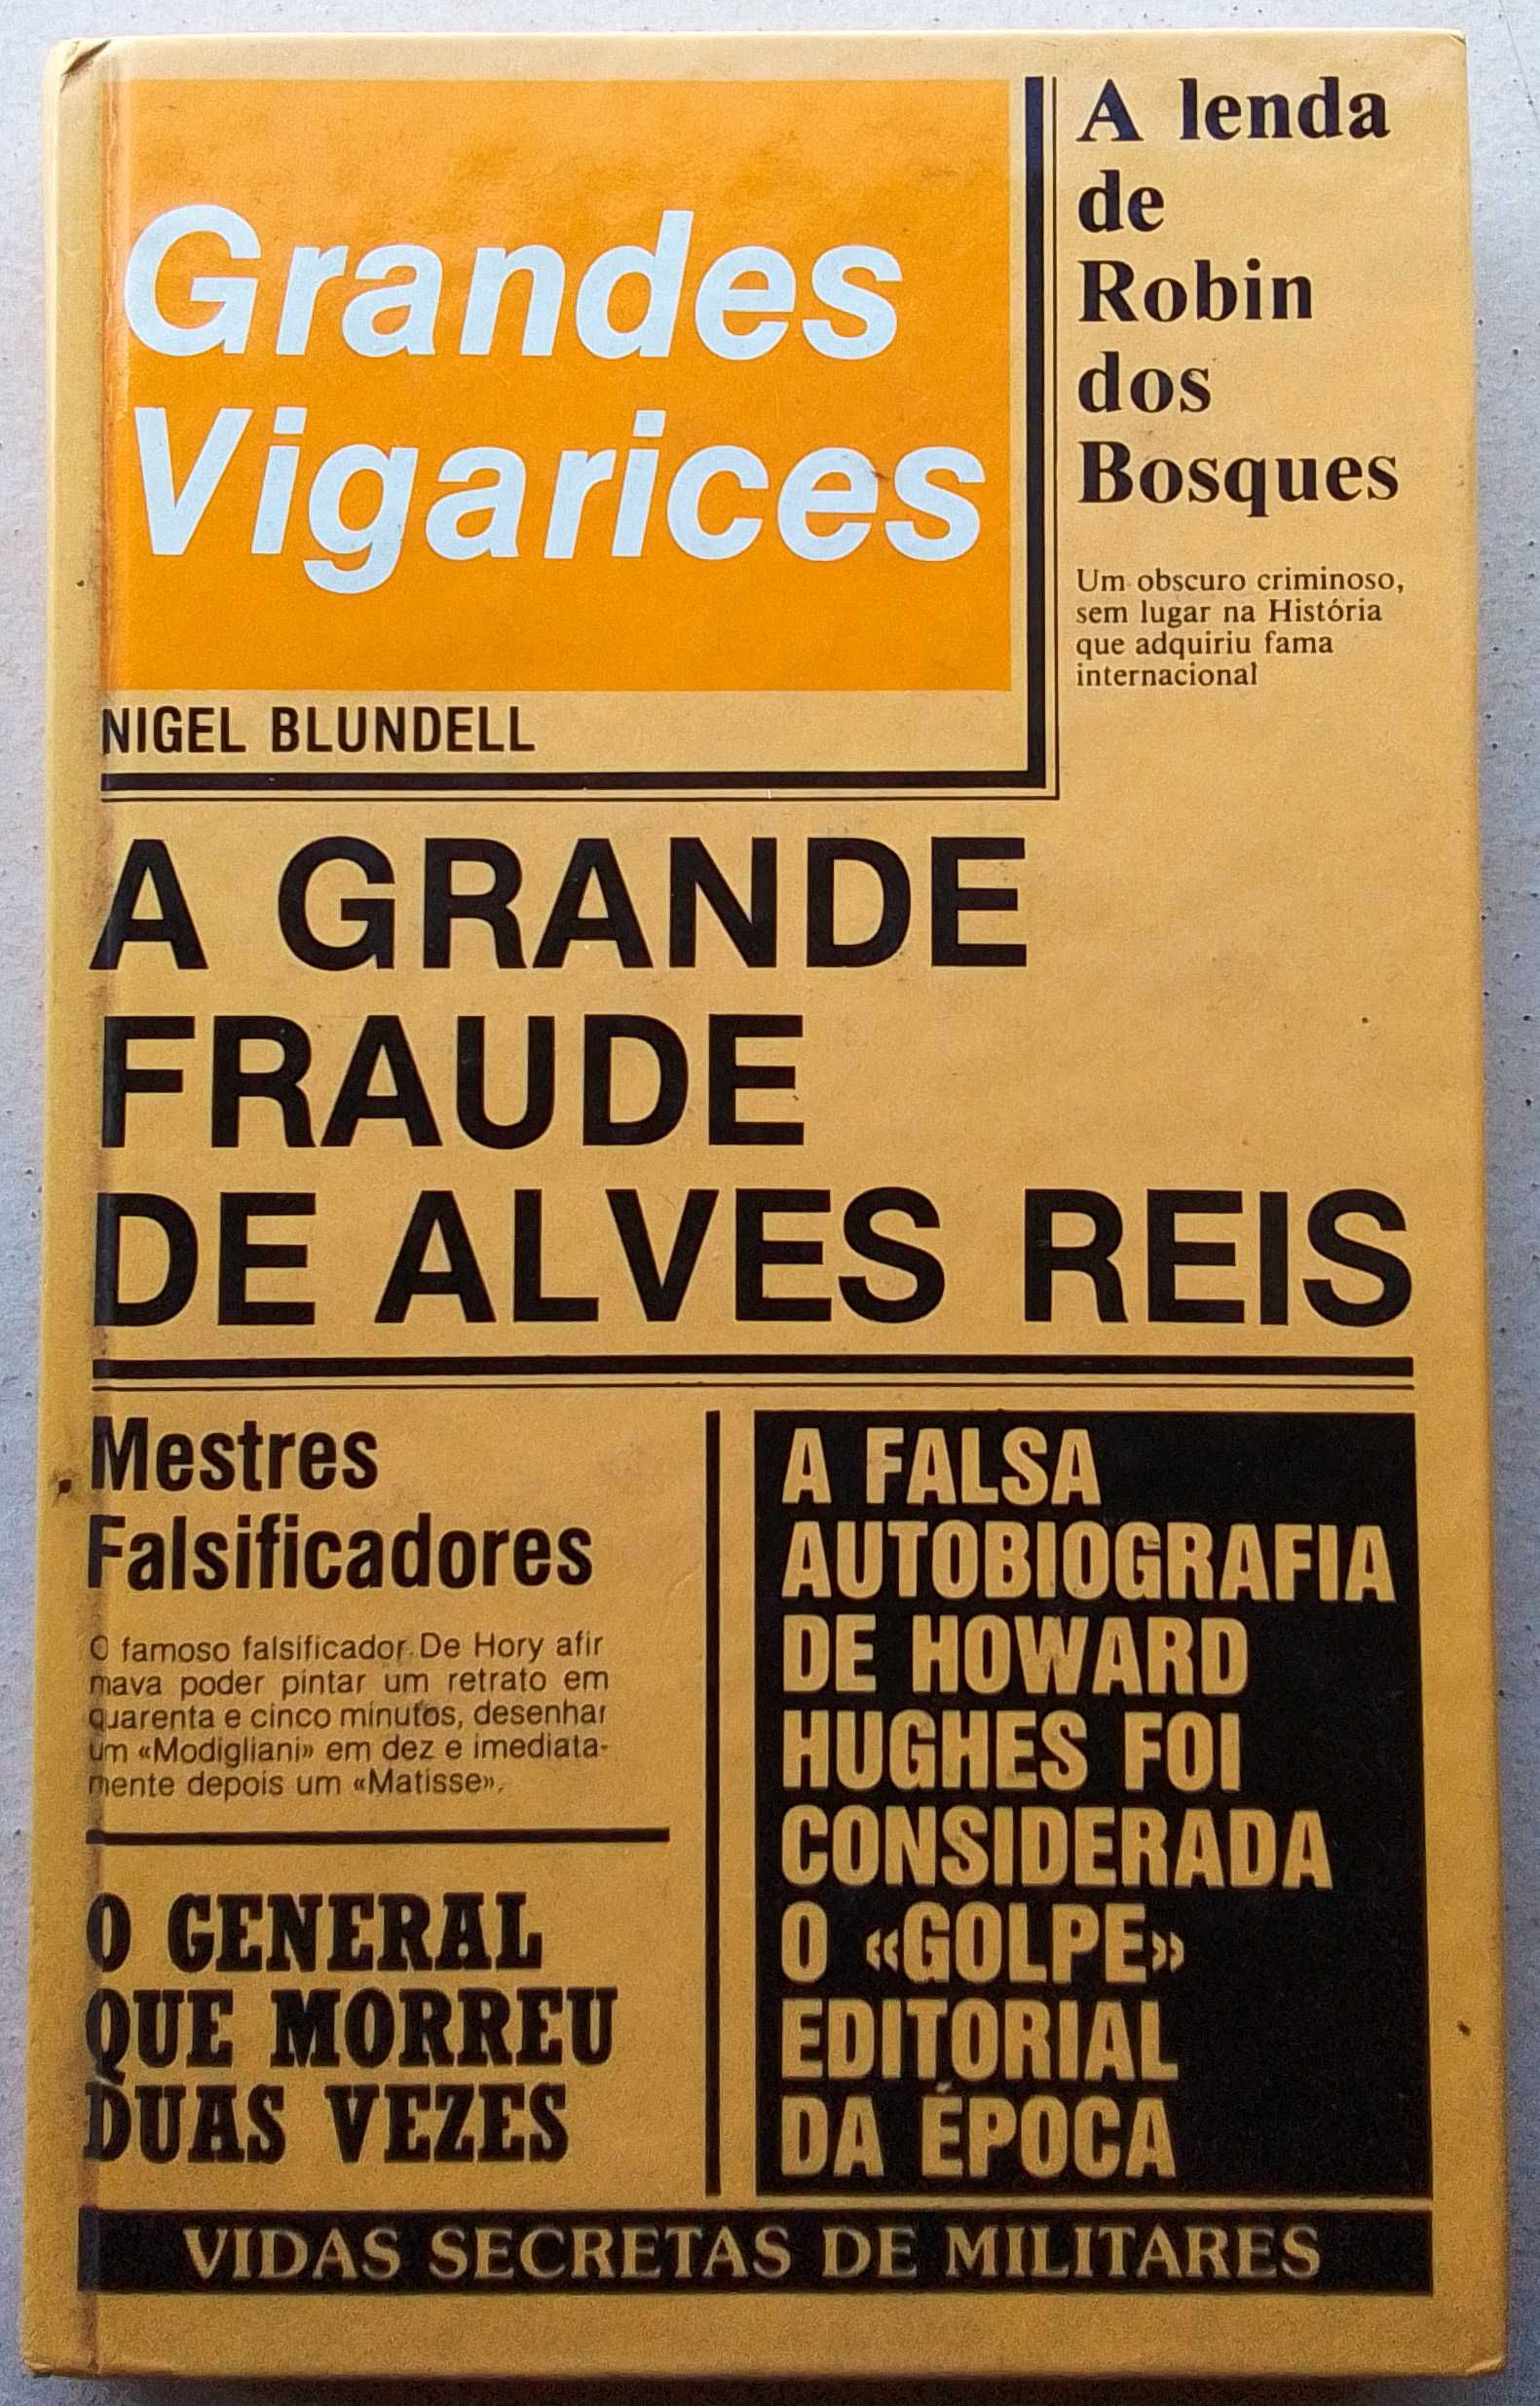 Grandes
Vigarices
NIGEL BLUNDELL
A lenda
de
Robin
dos
Bosques
Um obscuro criminoso,
sem lugar na História
que adquiriu fama
internacional
A GRANDE
FRAUDE
DE ALVES REIS
Mestres
Falsificadores
O famoso falsificador De Hory afir
mava poder pintar um retrato em
quarenta e cinco minutos, desenhar
um «Modigliani» em dez e imediata-
mente depois um «Matisse».
O GENERAL
QUE MORREU
DUAS VEZES
A FALSA
AUTOBIOGRAFIA
DE HOWARD
HUGHES FOI
CONSIDERADA
O «GOLPE»
EDITORIAL
DA ÉPOCA
VIDAS SECRETAS DE MILITARES